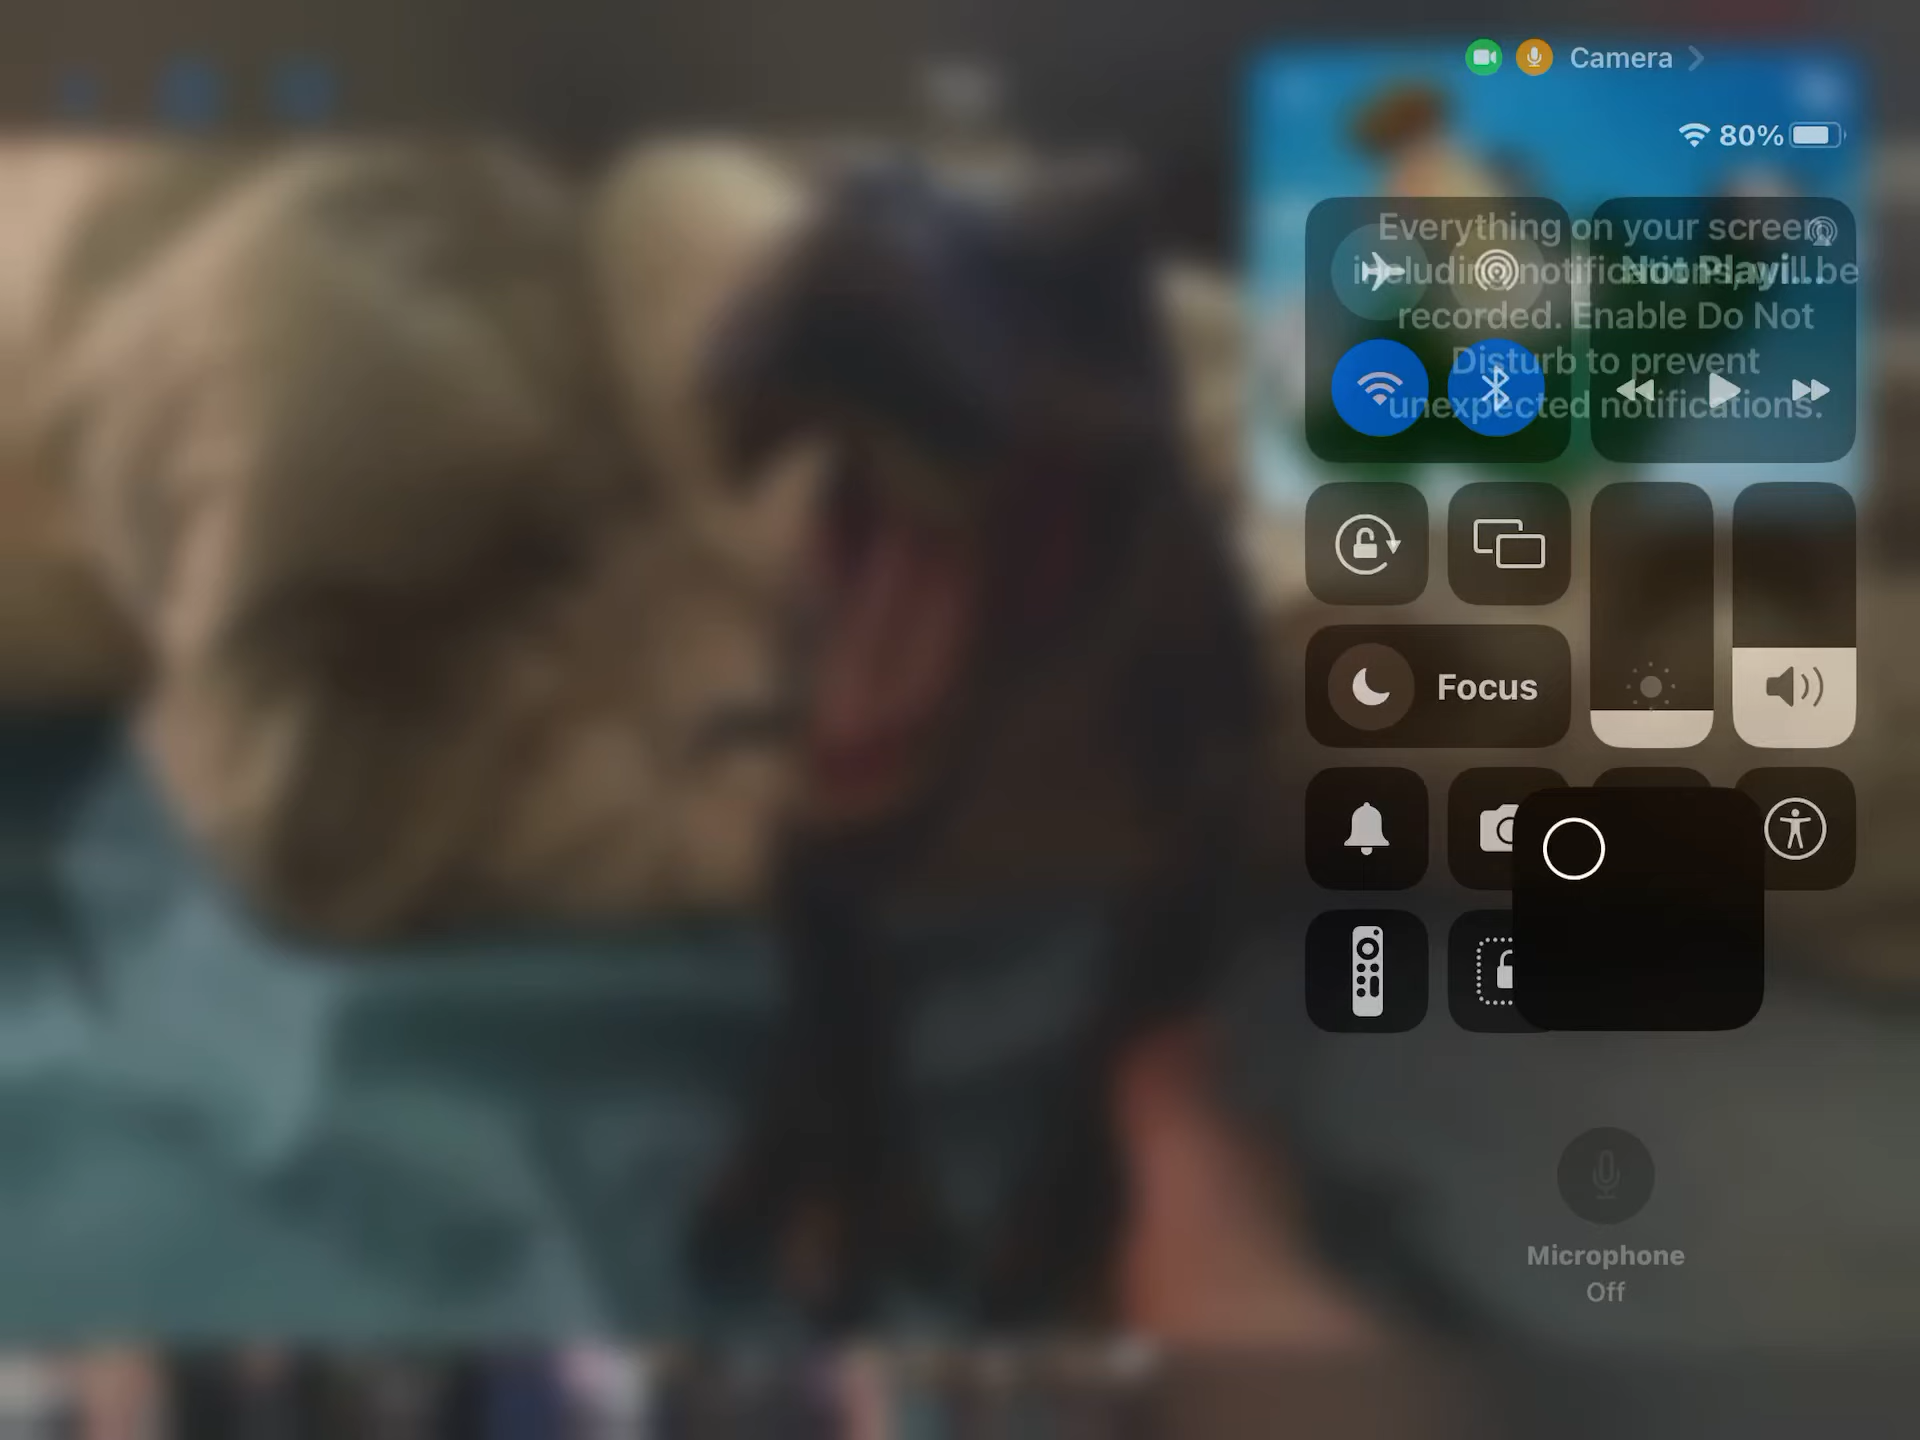 Camera
80%
Everything on your screen,
including notifications, will be
recorded. Enable Do Not
Disturb to prevent
unexpected notifications.
Not Playi...
Focus
Microphone
Off